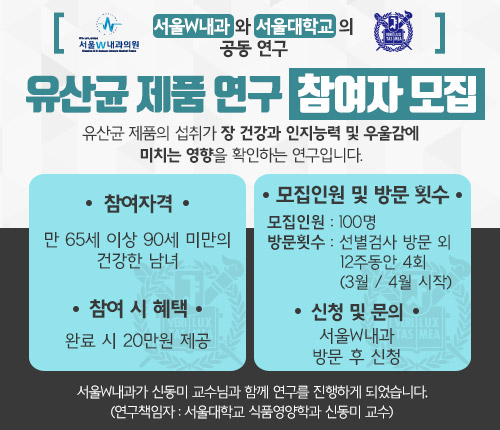 서울W내과와 서울대학교의
공동 연구
서울W내과의원
유산균 제품 연구 참여자 모집
유산균 제품의 섭취가 장 건강과 인지능력 및 우울감에
미치는 영향을 확인하는 연구입니다.
• 참여자격 •
만 65세 이상 90세 미만의
건강한 남녀
• 참여 시 혜택 •
완료 시 20만원 제공
• 모집인원 및 방문 횟수 •
모집인원 : 100명
방문횟수 : 선별검사 방문 외
12주동안 4회
(3월 / 4월 시작)
• 신청 및 문의 •
서울W내과
방문 후 신청
VERI LUX
TAS MEA
서울W내과가 신동미 교수님과 함께 연구를 진행하게 되었습니다.
(연구책임자 : 서울대학교 식품영양학과 신동미 교수)